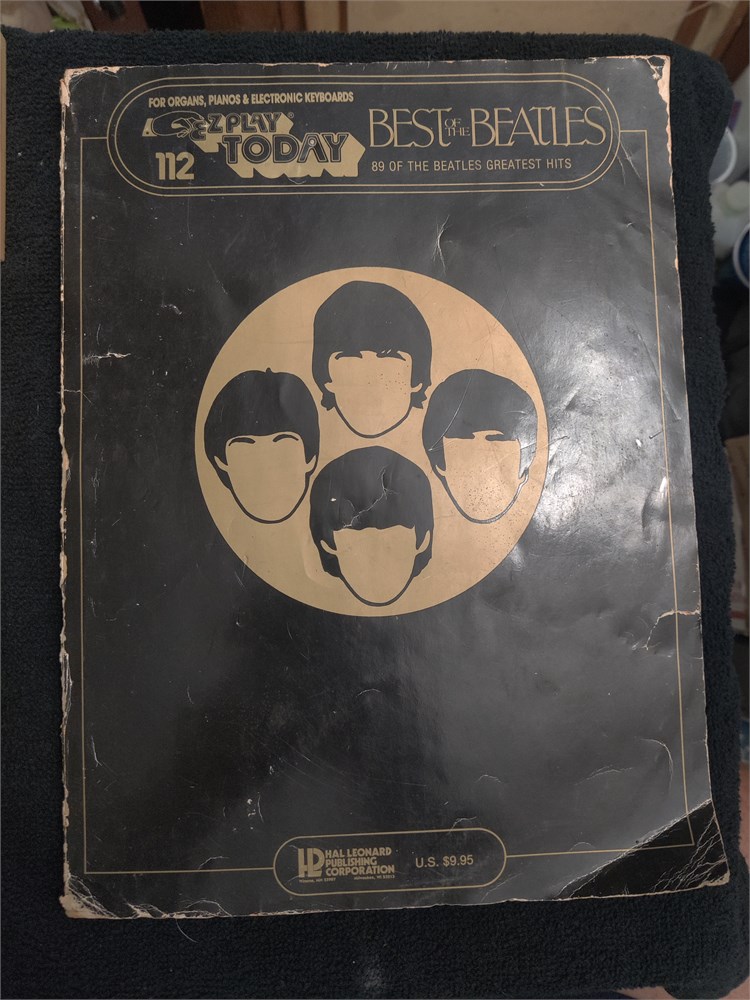 FOR ORGANS, PIANOS & ELECTRONIC KEYBOARDS
EZ PLAY® TODAY
112
BEST OF THE BEATLES
89 OF THE BEATLES GREATEST HITS
HL HAL LEONARD
PUBLISHING
CORPORATION
U.S. $9.95